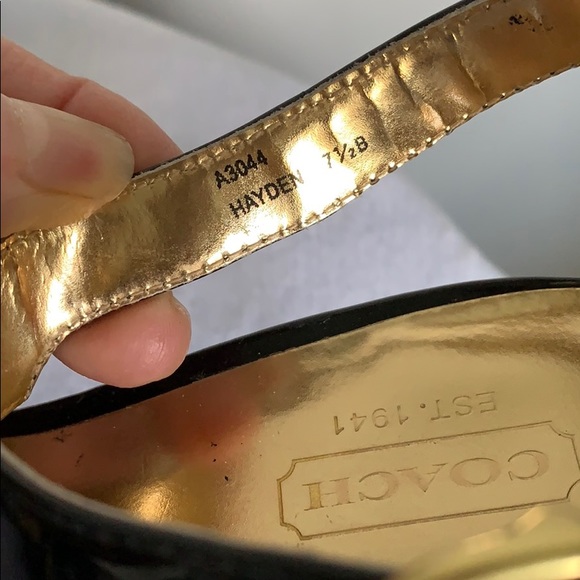 A3044
HAYDEN 7½B
EST. 1941
COACH